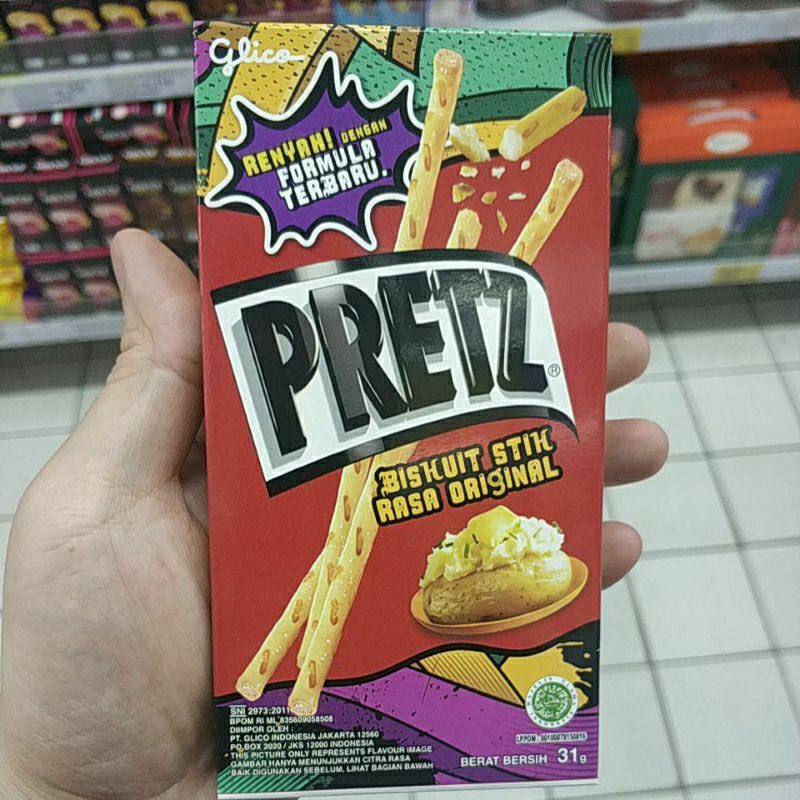 Glico
RENYAH! DENGAN
FORMULA
TERBARU.
PRETZ®
BISKUIT STIK
RASA ORIGINAL
SNI 2973:2011
BPOM RI ML 835609058508
DIIMPOR OLEH :
PT. GLICO INDONESIA JAKARTA 12560
PO.BOX 2020 / JKS 12000 INDONESIA
*THIS PICTURE ONLY REPRESENTS FLAVOUR IMAGE
GAMBAR HANYA MENUNJUKKAN CITRA RASA
BAIK DIGUNAKAN SEBELUM, LIHAT BAGIAN BAWAH
LPPOM : 00100078150816
BERAT BERSIH 31g